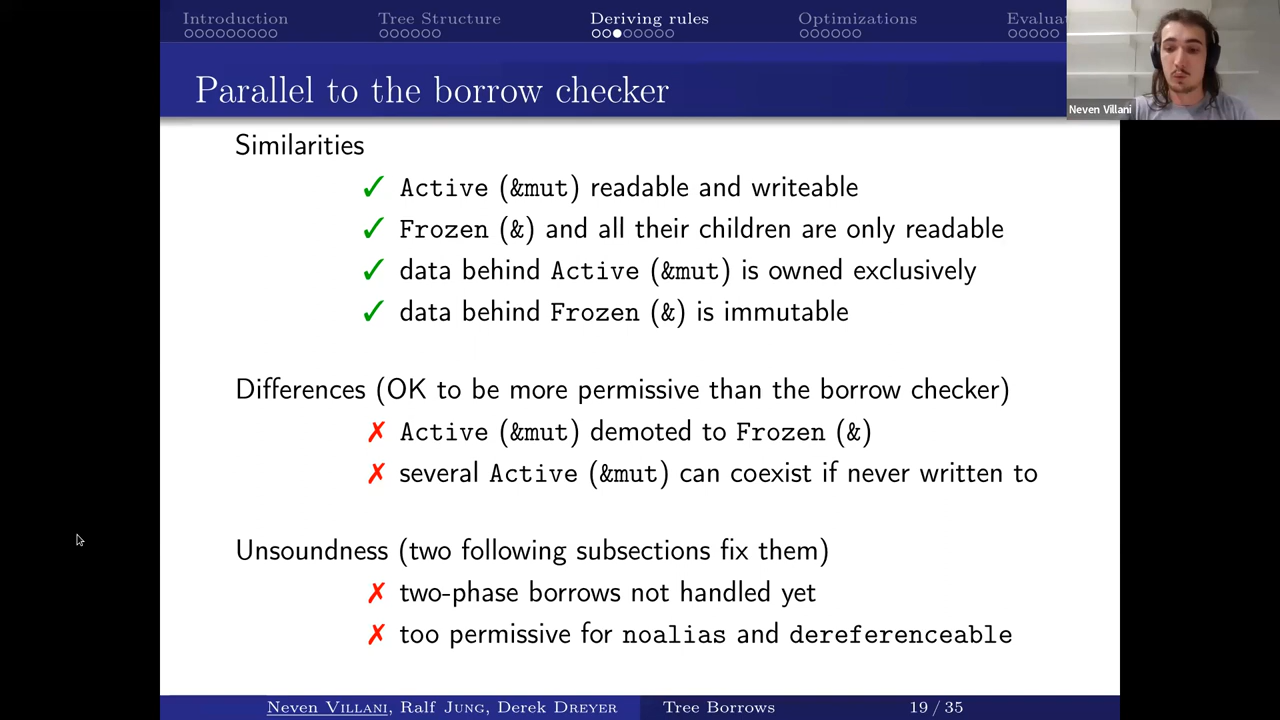 Introduction Tree Structure Deriving rules Optimizations Evalua
Parallel to the borrow checker
Neven Villani
Similarities
✓ Active (&mut) readable and writeable
✓ Frozen (&) and all their children are only readable
✓ data behind Active (&mut) is owned exclusively
✓ data behind Frozen (&) is immutable
Differences (OK to be more permissive than the borrow checker)
✗ Active (&mut) demoted to Frozen (&)
✗ several Active (&mut) can coexist if never written to
Unsoundness (two following subsections fix them)
✗ two-phase borrows not handled yet
✗ too permissive for noalias and dereferenceable
Neven Villani, Ralf Jung, Derek Dreyer Tree Borrows 19 / 35